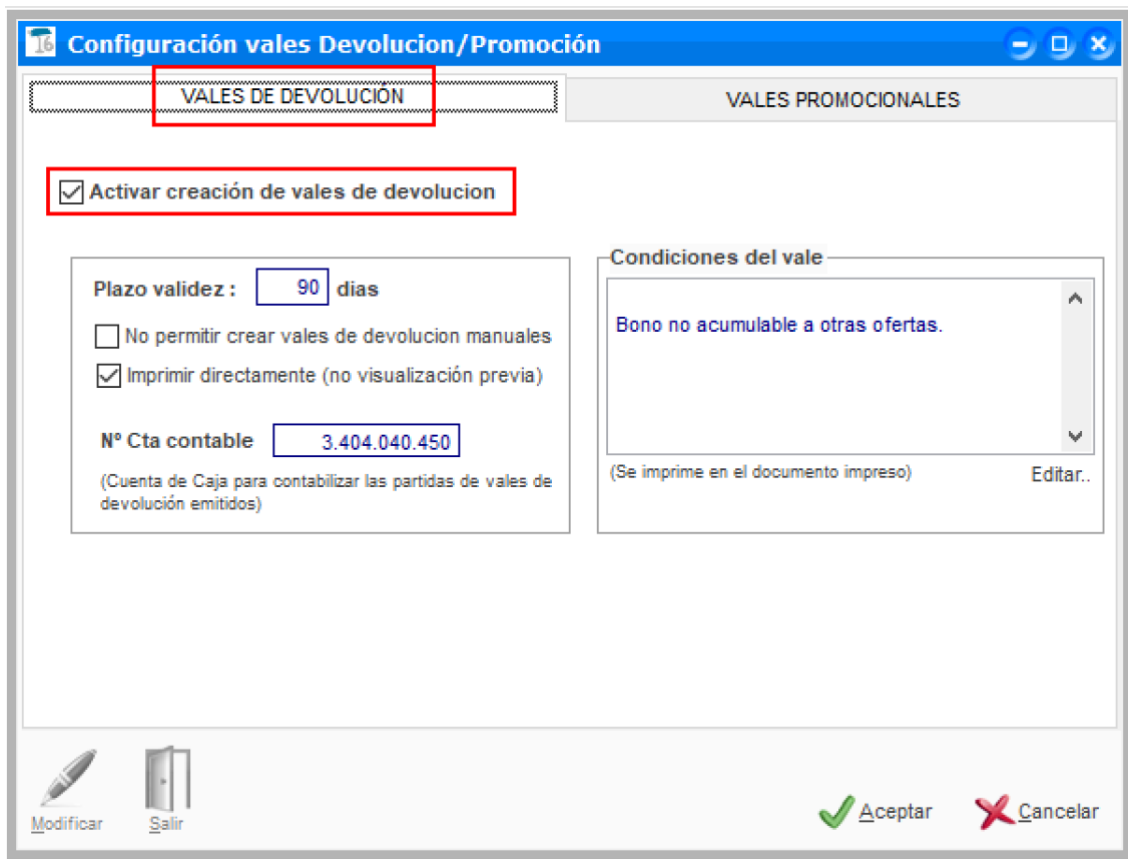 T6 Configuración vales Devolucion/Promoción
VALES DE DEVOLUCIÓN
VALES PROMOCIONALES
Activar creación de vales de devolucion
Plazo validez : 90 dias
No permitir crear vales de devolucion manuales
Imprimir directamente (no visualización previa)
Nº Cta contable 3.404.040.450
(Cuenta de Caja para contabilizar las partidas de vales de
devolución emitidos)
Condiciones del vale
Bono no acumulable a otras ofertas.
(Se imprime en el documento impreso)
Editar..
Modificar
Salir
Aceptar
Cancelar